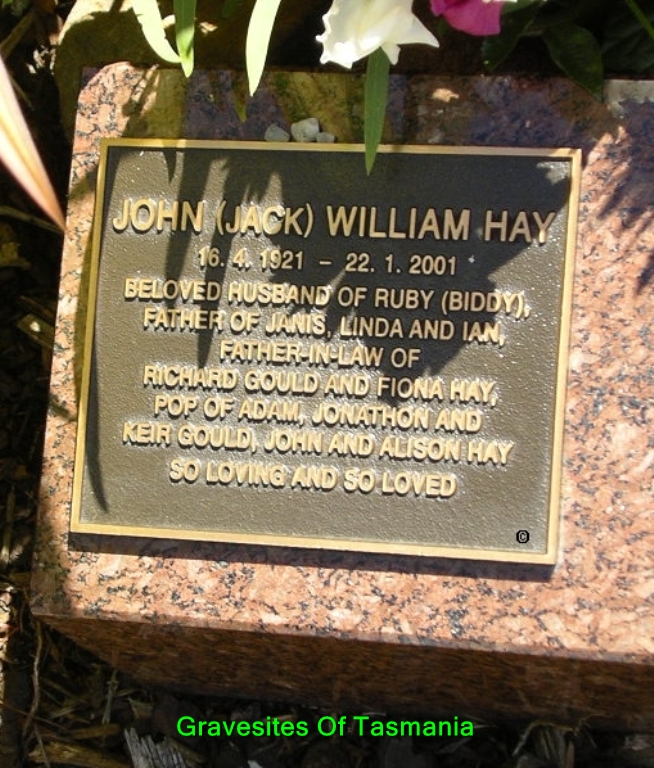 JOHN (JACK) WILLIAM HAY
16. 4. 1921 – 22. 1. 2001
BELOVED HUSBAND OF RUBY (BIDDY),
FATHER OF JANIS, LINDA AND IAN,
FATHER-IN-LAW OF
RICHARD GOULD AND FIONA HAY,
POP OF ADAM, JONATHON AND
KEIR GOULD, JOHN AND ALISON HAY
SO LOVING AND SO LOVED
©
Gravesites Of Tasmania